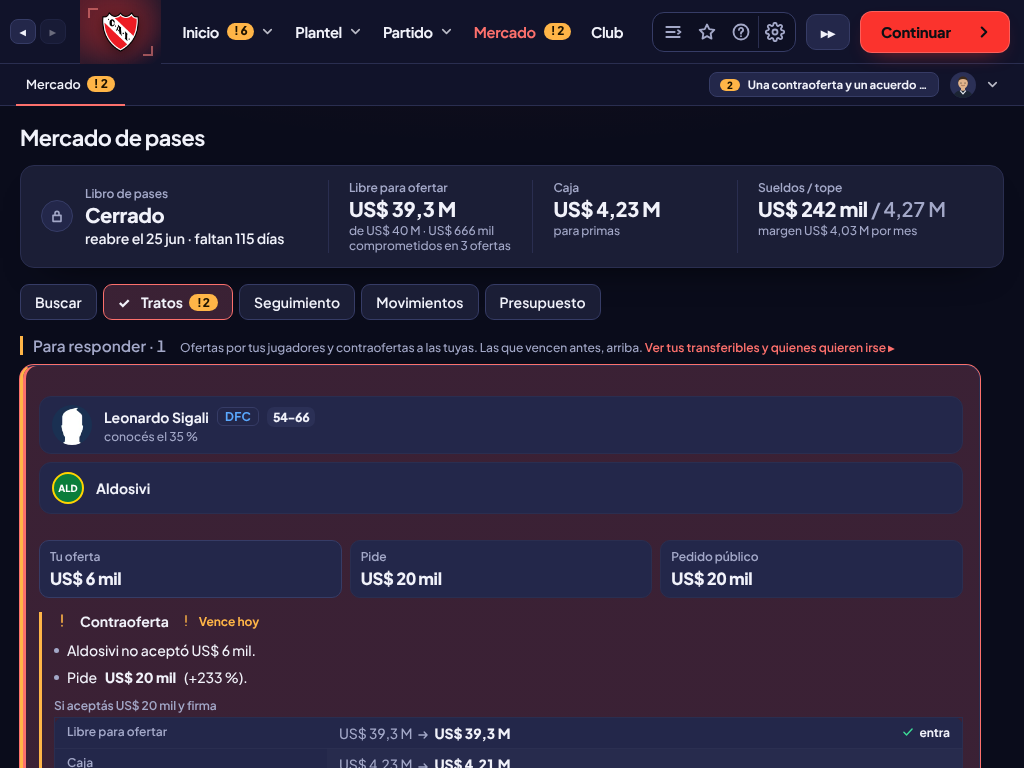 Inicio ! 6
Plantel
Partido
Mercado ! 2
Club
Continuar
Mercado ! 2
2 Una contraoferta y un acuerdo ...
Mercado de pases
Libro de pases
Cerrado
reabre el 25 jun · faltan 115 días
Libre para ofertar
US$ 39,3 M
de US$ 40 M · US$ 666 mil
comprometidos en 3 ofertas
Caja
US$ 4,23 M
para primas
Sueldos / tope
US$ 242 mil / 4,27 M
margen US$ 4,03 M por mes
Buscar
Tratos ! 2
Seguimiento
Movimientos
Presupuesto
Para responder · 1 Ofertas por tus jugadores y contraofertas a las tuyas. Las que vencen antes, arriba. Ver tus transferibles y quienes quieren irse ▸
Leonardo Sigali DFC 54–66
conocés el 35 %
ALD Aldosivi
Tu oferta
US$ 6 mil
Pide
US$ 20 mil
Pedido público
US$ 20 mil
! Contraoferta ! Vence hoy
• Aldosivi no aceptó US$ 6 mil.
• Pide US$ 20 mil (+233 %).
Si aceptás US$ 20 mil y firma
Libre para ofertar US$ 39,3 M → US$ 39,3 M ✓ entra
Caja US$ 4,23 M → US$ 4,21 M